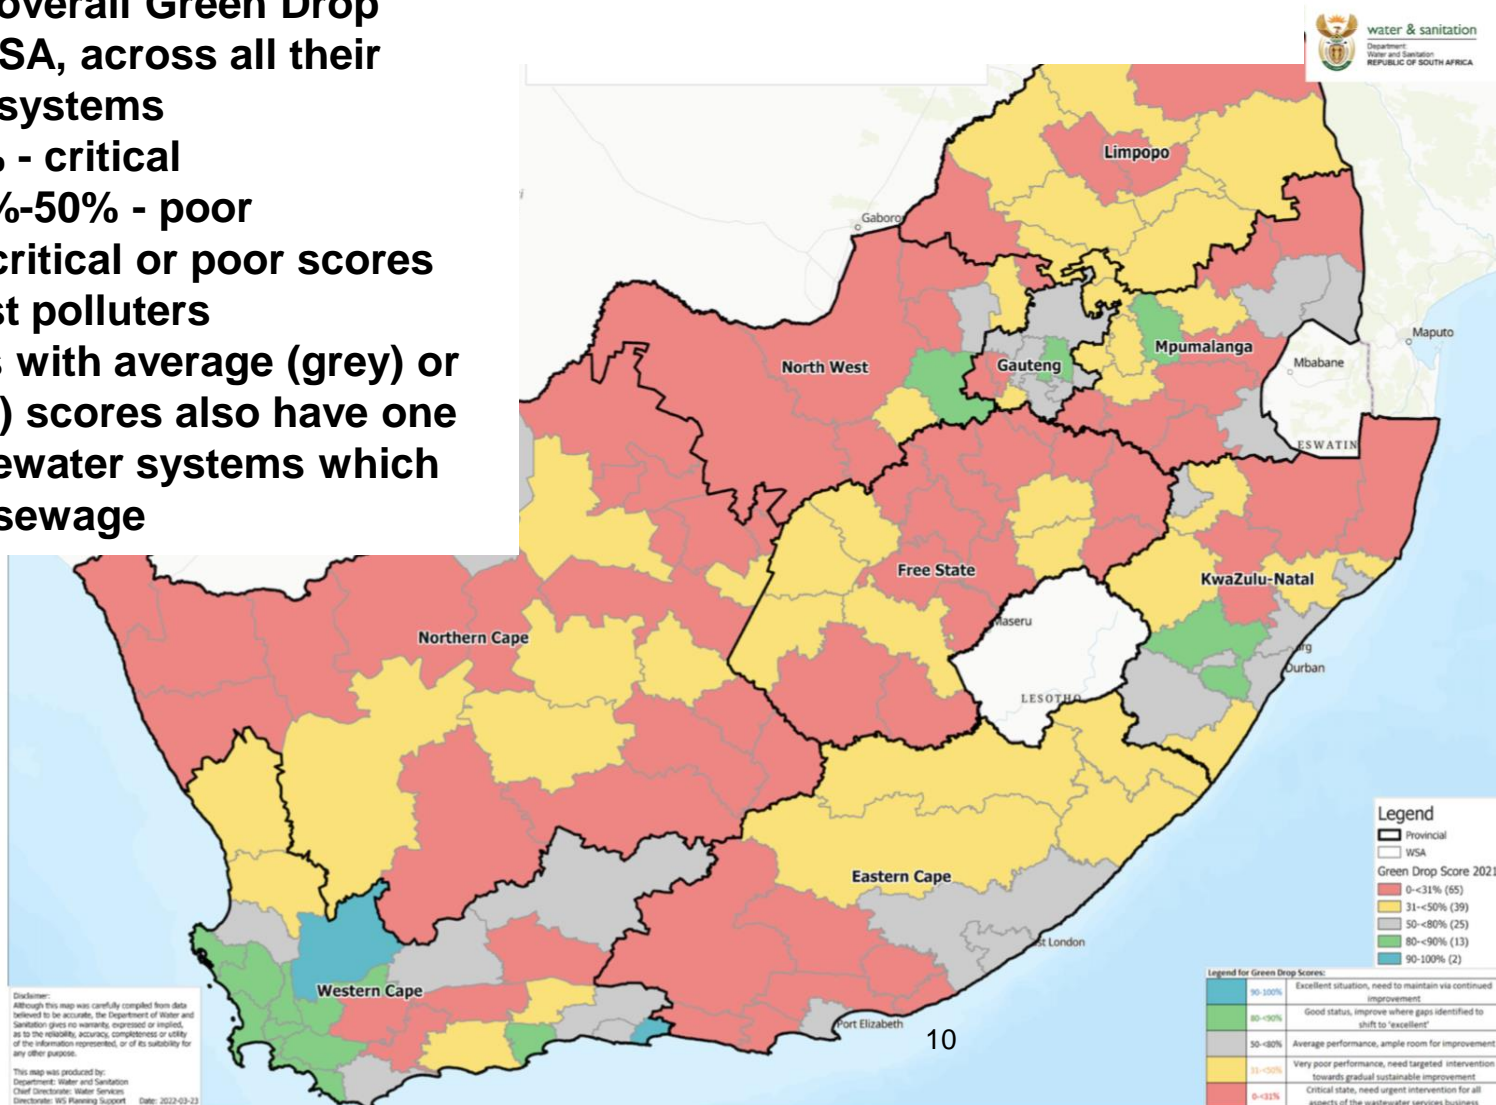 overall Green Drop
SA, across all their
systems
- critical
%-50% - poor
critical or poor scores
st polluters
s with average (grey) or
) scores also have one
ewater systems which
sewage
water & sanitation
Department:
Water and Sanitation
REPUBLIC OF SOUTH AFRICA
Limpopo
Gaboro
Maputo
North West
Gauteng
Mpumalanga
Mbabane
ESWATIN
Free State
KwaZulu-Natal
Northern Cape
Maseru
rg
Durban
LESOTHO
Eastern Cape
st London
Western Cape
Port Elizabeth
10
Legend
Provincial
WSA
Green Drop Score 2021
0-<31% (65)
31-<50% (39)
50-<80% (25)
80-<90% (13)
90-100% (2)
Legend for Green Drop Scores:
90-100% Excellent situation, need to maintain via continued
improvement
80-<90% Good status, improve where gaps identified to
shift to 'excellent'
50-<80% Average performance, ample room for improvement
31-<50% Very poor performance, need targeted intervention
towards gradual sustainable improvement
0-<31% Critical state, need urgent intervention for all
aspects of the wastewater services business
Disclaimer:
Although this map was carefully compiled from data
believed to be accurate, the Department of Water and
Sanitation gives no warranty, expressed or implied,
as to the reliability, accuracy, completeness or utility
of the information represented, or of its suitability for
any other purpose.
This map was produced by:
Department: Water and Sanitation
Chief Directorate: Water Services
Directorate: WS Planning Support Date: 2022-03-23